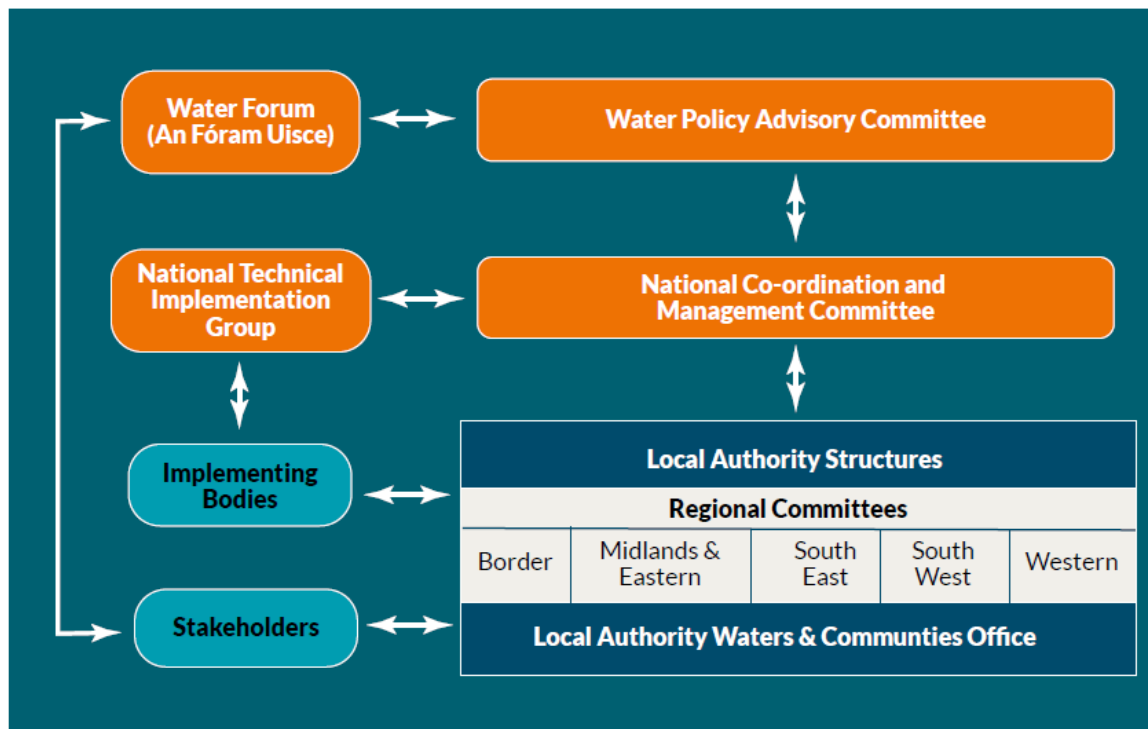 Water Forum
(An Fóram Uisce)
Water Policy Advisory Committee
National Technical
Implementation
Group
National Co-ordination and
Management Committee
Implementing
Bodies
Local Authority Structures
Regional Committees
Border
Midlands &
Eastern
South
East
South
West
Western
Stakeholders
Local Authority Waters & Communties Office